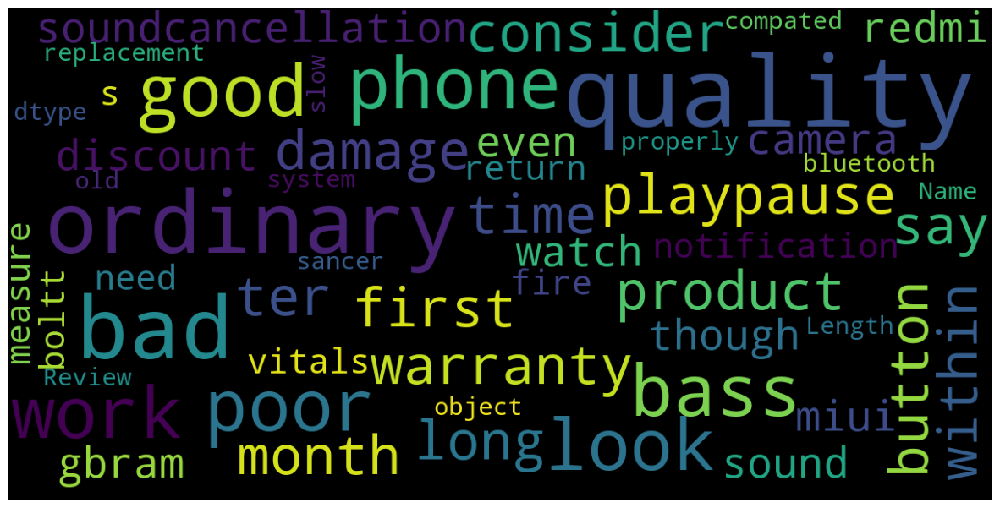 soundcancellation
consider
compated
redmi
replacement
good
slow
phone
quality
s
dtype
discount
damage
even
properly
camera
old
system
return
bluetooth
ordinary
time
playpause
Name
say
measure
boltt
need
sancer
watch
notification
fire
bad
ter
first
product
button
within
though
Length
Review
vitals
warranty
bass
work
poor
object
miui
gbram
month
long
look
sound